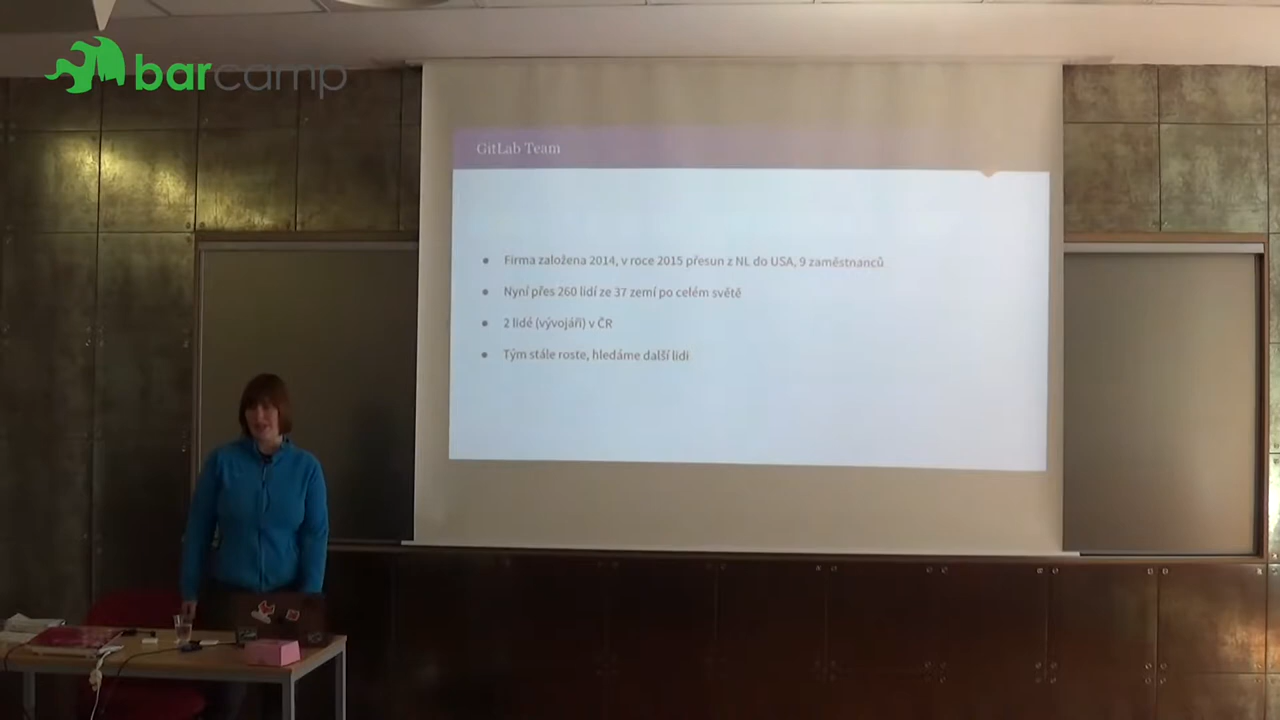 barcamp
GitLab Team
Firma založena 2014, v roce 2015 přesun z NL do USA, 9 zaměstnanců
Nyní přes 260 lidí ze 37 zemí po celém světě
2 lidé (vývojáři) v ČR
Tým stále roste, hledáme další lidi